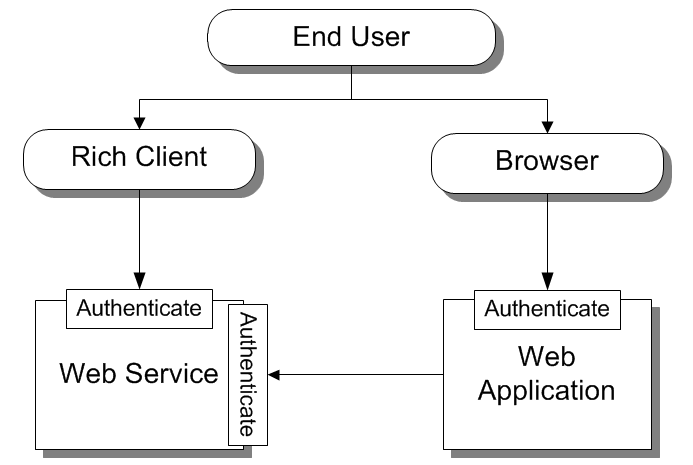 End User
Rich Client
Browser
Authenticate
Web Service
Authenticate
Authenticate
Web
Application